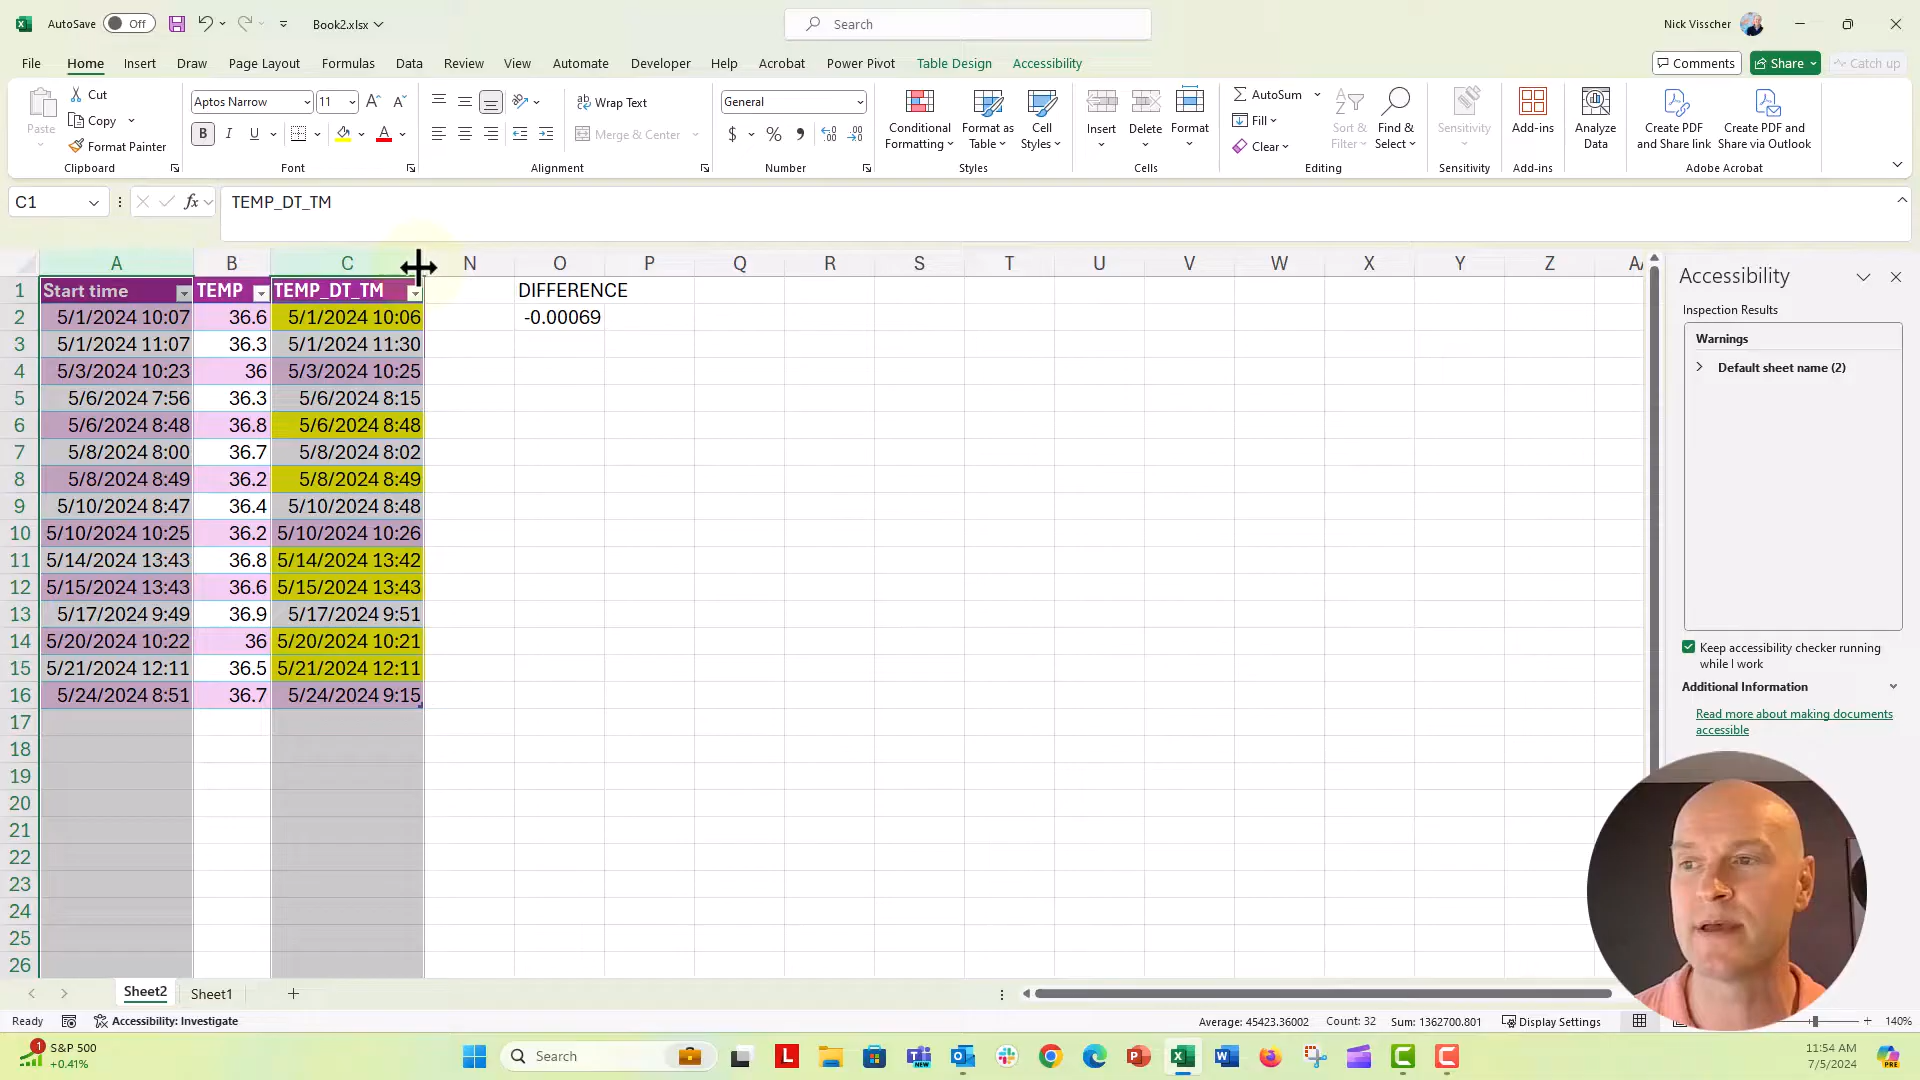 AutoSave Off Book2.xlsx Search Nick Visscher
File Home Insert Draw Page Layout Formulas Data Review View Automate Developer Help Acrobat Power Pivot Table Design Accessibility Comments Share Catch up
Paste Cut Copy Format Painter Clipboard
Aptos Narrow 11 B I U A Font
Wrap Text Merge & Center Alignment
General $ % , Number
Conditional Formatting Format as Table Cell Styles Styles
Insert Delete Format Cells
AutoSum Fill Clear Sort & Filter Find & Select Editing
Sensitivity Sensitivity
Add-ins Add-ins
Analyze Data
Create PDF and Share link Create PDF and Share via Outlook Adobe Acrobat
C1 fx TEMP_DT_TM
A B C N O P Q R S T U V W X Y Z AA
1 Start time TEMP TEMP_DT_TM DIFFERENCE
2 5/1/2024 10:07 36.6 5/1/2024 10:06 -0.00069
3 5/1/2024 11:07 36.3 5/1/2024 11:30
4 5/3/2024 10:23 36 5/3/2024 10:25
5 5/6/2024 7:56 36.3 5/6/2024 8:15
6 5/6/2024 8:48 36.8 5/6/2024 8:48
7 5/8/2024 8:00 36.7 5/8/2024 8:02
8 5/8/2024 8:49 36.2 5/8/2024 8:49
9 5/10/2024 8:47 36.4 5/10/2024 8:48
10 5/10/2024 10:25 36.2 5/10/2024 10:26
11 5/14/2024 13:43 36.8 5/14/2024 13:42
12 5/15/2024 13:43 36.6 5/15/2024 13:43
13 5/17/2024 9:49 36.9 5/17/2024 9:51
14 5/20/2024 10:22 36 5/20/2024 10:21
15 5/21/2024 12:11 36.5 5/21/2024 12:11
16 5/24/2024 8:51 36.7 5/24/2024 9:15
17
18
19
20
21
22
23
24
25
26
Accessibility
Inspection Results
Warnings
Default sheet name (2)
Keep accessibility checker running
while I work
Additional Information
Read more about making documents
accessible
Sheet2 Sheet1
Ready Accessibility: Investigate Average: 45423.36002 Count: 32 Sum: 1362700.801 Display Settings 140%
1 S&P 500
+0.41%
Search
NEW
11:54 AM
7/5/2024
PRE